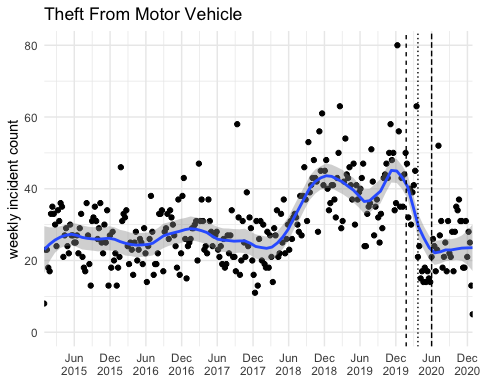 Theft From Motor Vehicle
weekly incident count
80
60
40
20
0
Jun Dec Jun Dec Jun Dec Jun Dec Jun Dec Jun Dec
2015 2015 2016 2016 2017 2017 2018 2018 2019 2019 2020 2020